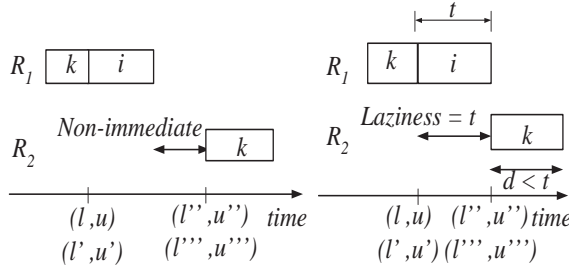 R1 k i
Non-immediate
R2 k
(l ,u) (l'' ,u'') time
(l' ,u') (l''' ,u''')
t
R1 k i
Laziness = t
R2 k
d < t
(l ,u) (l'' ,u'') time
(l' ,u') (l''' ,u''')